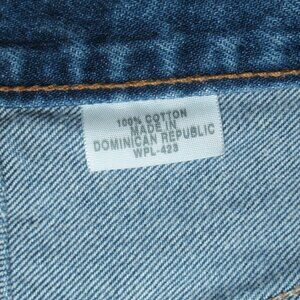 100% COTTON
MADE IN
DOMINICAN REPUBLIC
WPL-423